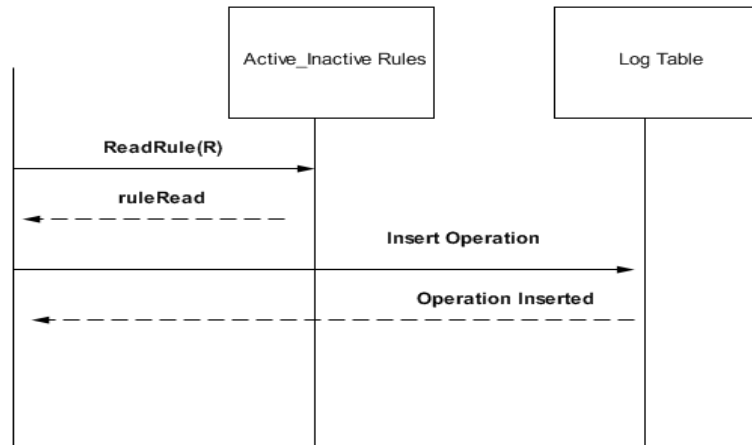 Active_Inactive Rules
Log Table
ReadRule(R)
ruleRead
Insert Operation
Operation Inserted